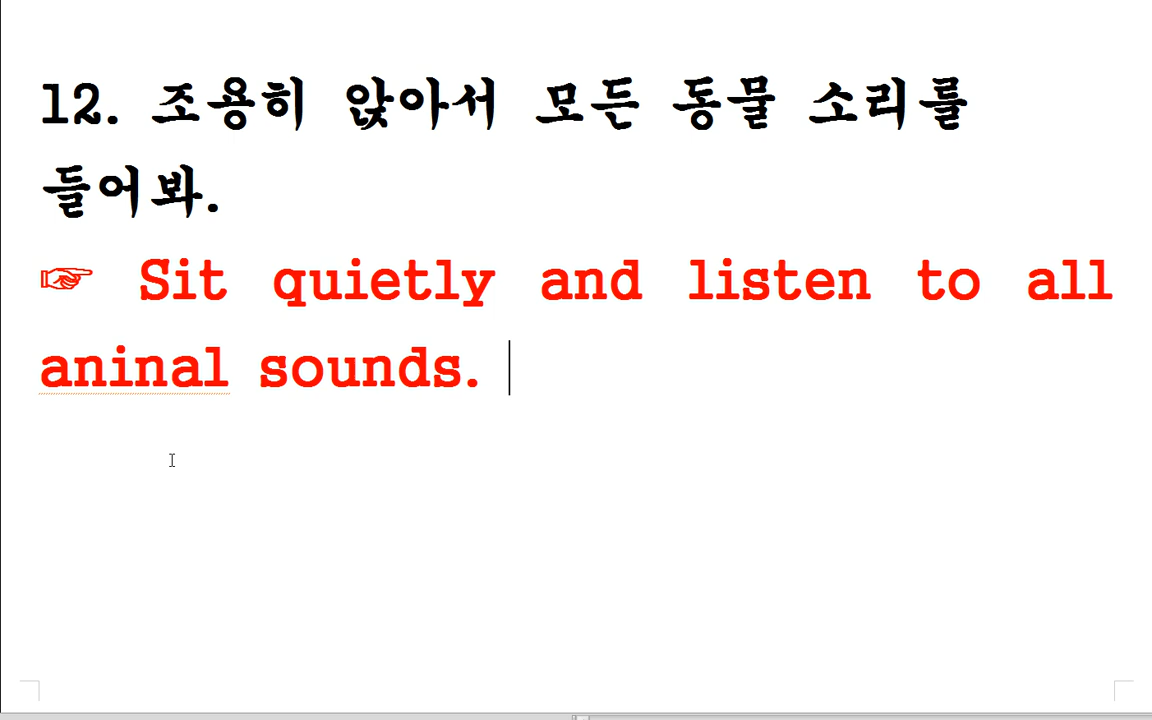 12. 조용히 앉아서 모든 동물 소리를
들어봐.
☞ Sit quietly and listen to all
aninal sounds.